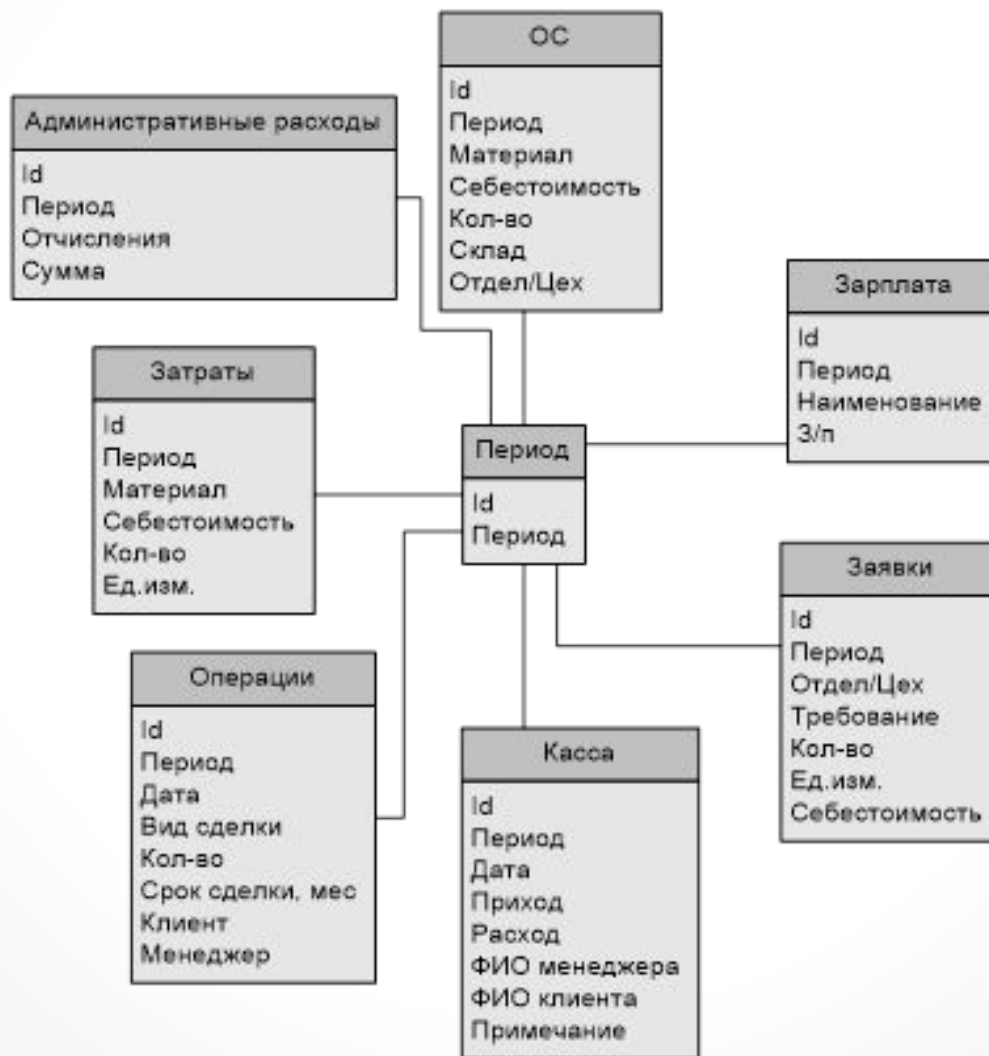 ОС
Id
Период
Материал
Себестоимость
Кол-во
Склад
Отдел/Цех
Административные расходы
Id
Период
Отчисления
Сумма
Зарплата
Id
Период
Наименование
З/п
Затраты
Id
Период
Материал
Себестоимость
Кол-во
Ед.изм.
Период
Id
Период
Заявки
Id
Период
Отдел/Цех
Требование
Кол-во
Ед.изм.
Себестоимость
Операции
Id
Период
Дата
Вид сделки
Кол-во
Срок сделки, мес
Клиент
Менеджер
Касса
Id
Период
Дата
Приход
Расход
ФИО менеджера
ФИО клиента
Примечание